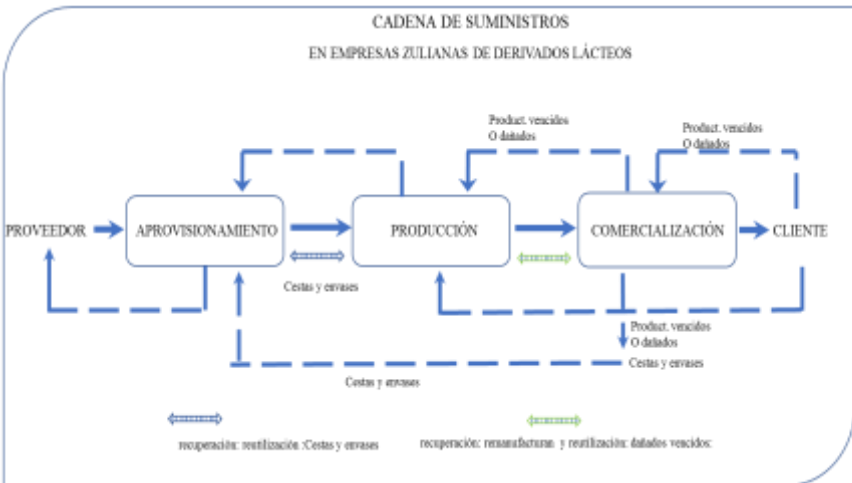 CADENA DE SUMINISTROS
EN EMPRESAS ZULIANAS DE DERIVADOS LÁCTEOS
Product. vencidos
O dañados
Product. vencidos
O dañados
PROVEEDOR
APROVISIONAMIENTO
PRODUCCIÓN
COMERCIALIZACIÓN
CLIENTE
Cestas y envases
Product. vencidos
O dañados
Cestas y envases
Cestas y envases
recuperación: reutilización :Cestas y envases
recuperación: remanufacturan y reutilización: dañados vencidos: